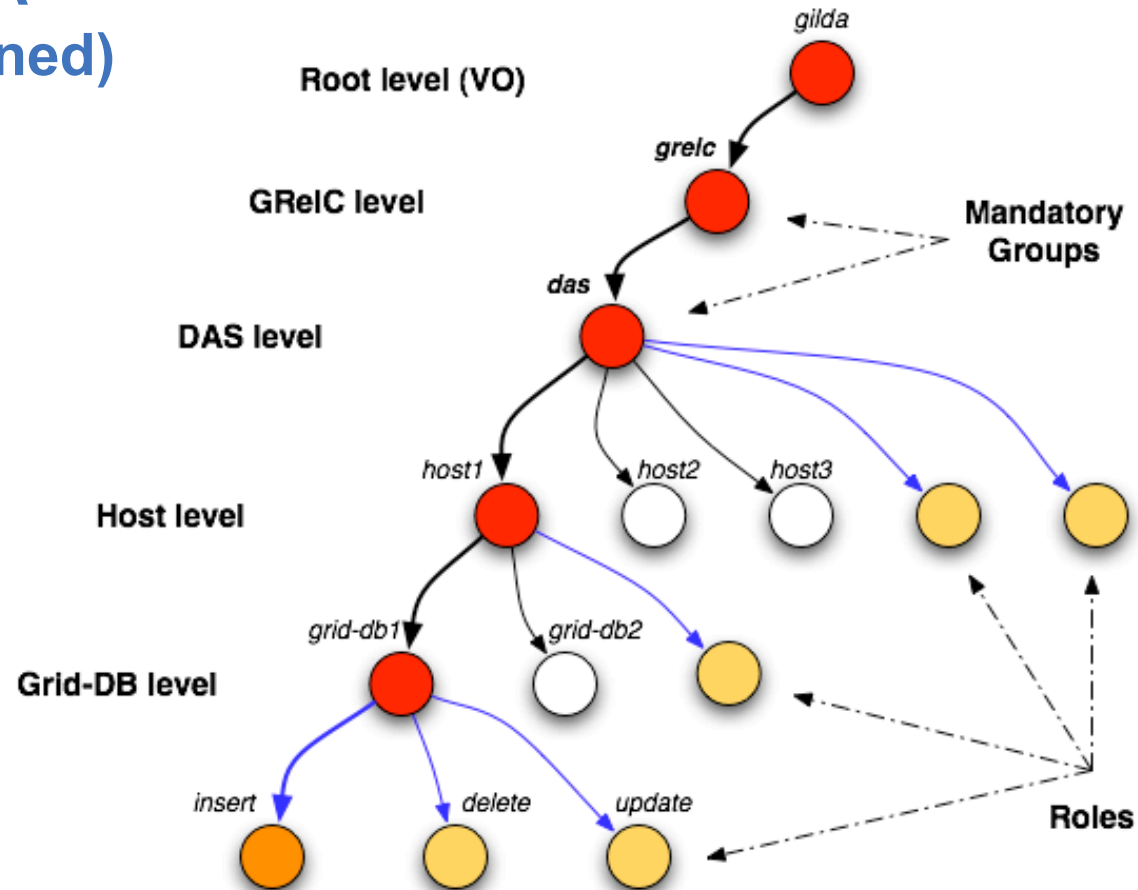 (
ned)
gilda
Root level (VO)
grelc
GRelC level
Mandatory
Groups
das
DAS level
host1
host2
host3
Host level
grid-db1
grid-db2
Grid-DB level
insert
delete
update
Roles